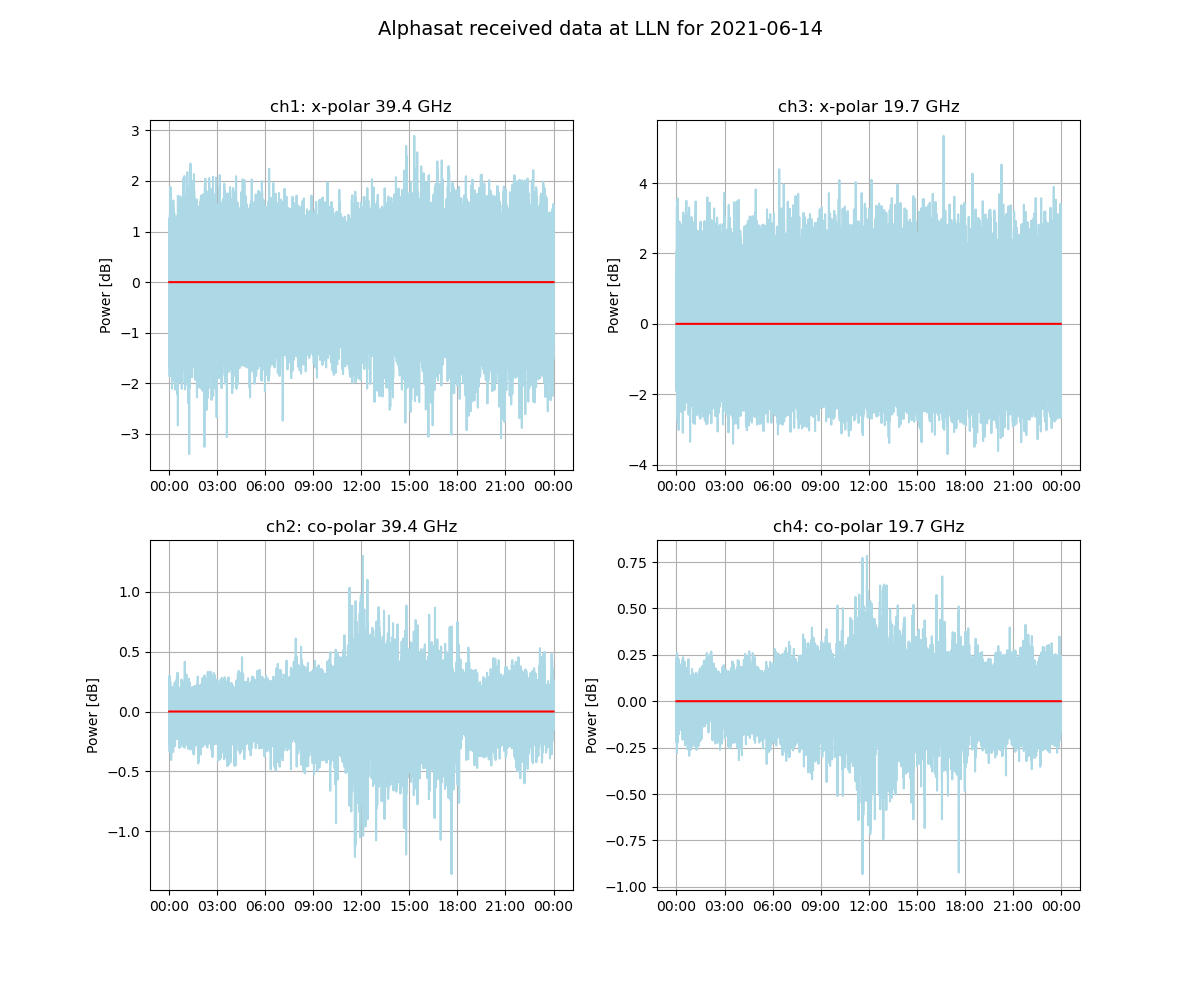 Alphasat received data at LLN for 2021-06-14
ch1: x-polar 39.4 GHz
3
2
1
0
−1
−2
−3
Power [dB]
00:00 03:00 06:00 09:00 12:00 15:00 18:00 21:00 00:00
ch3: x-polar 19.7 GHz
4
2
0
−2
−4
Power [dB]
00:00 03:00 06:00 09:00 12:00 15:00 18:00 21:00 00:00
ch2: co-polar 39.4 GHz
1.0
0.5
0.0
−0.5
−1.0
Power [dB]
00:00 03:00 06:00 09:00 12:00 15:00 18:00 21:00 00:00
ch4: co-polar 19.7 GHz
0.75
0.50
0.25
0.00
−0.25
−0.50
−0.75
−1.00
Power [dB]
00:00 03:00 06:00 09:00 12:00 15:00 18:00 21:00 00:00